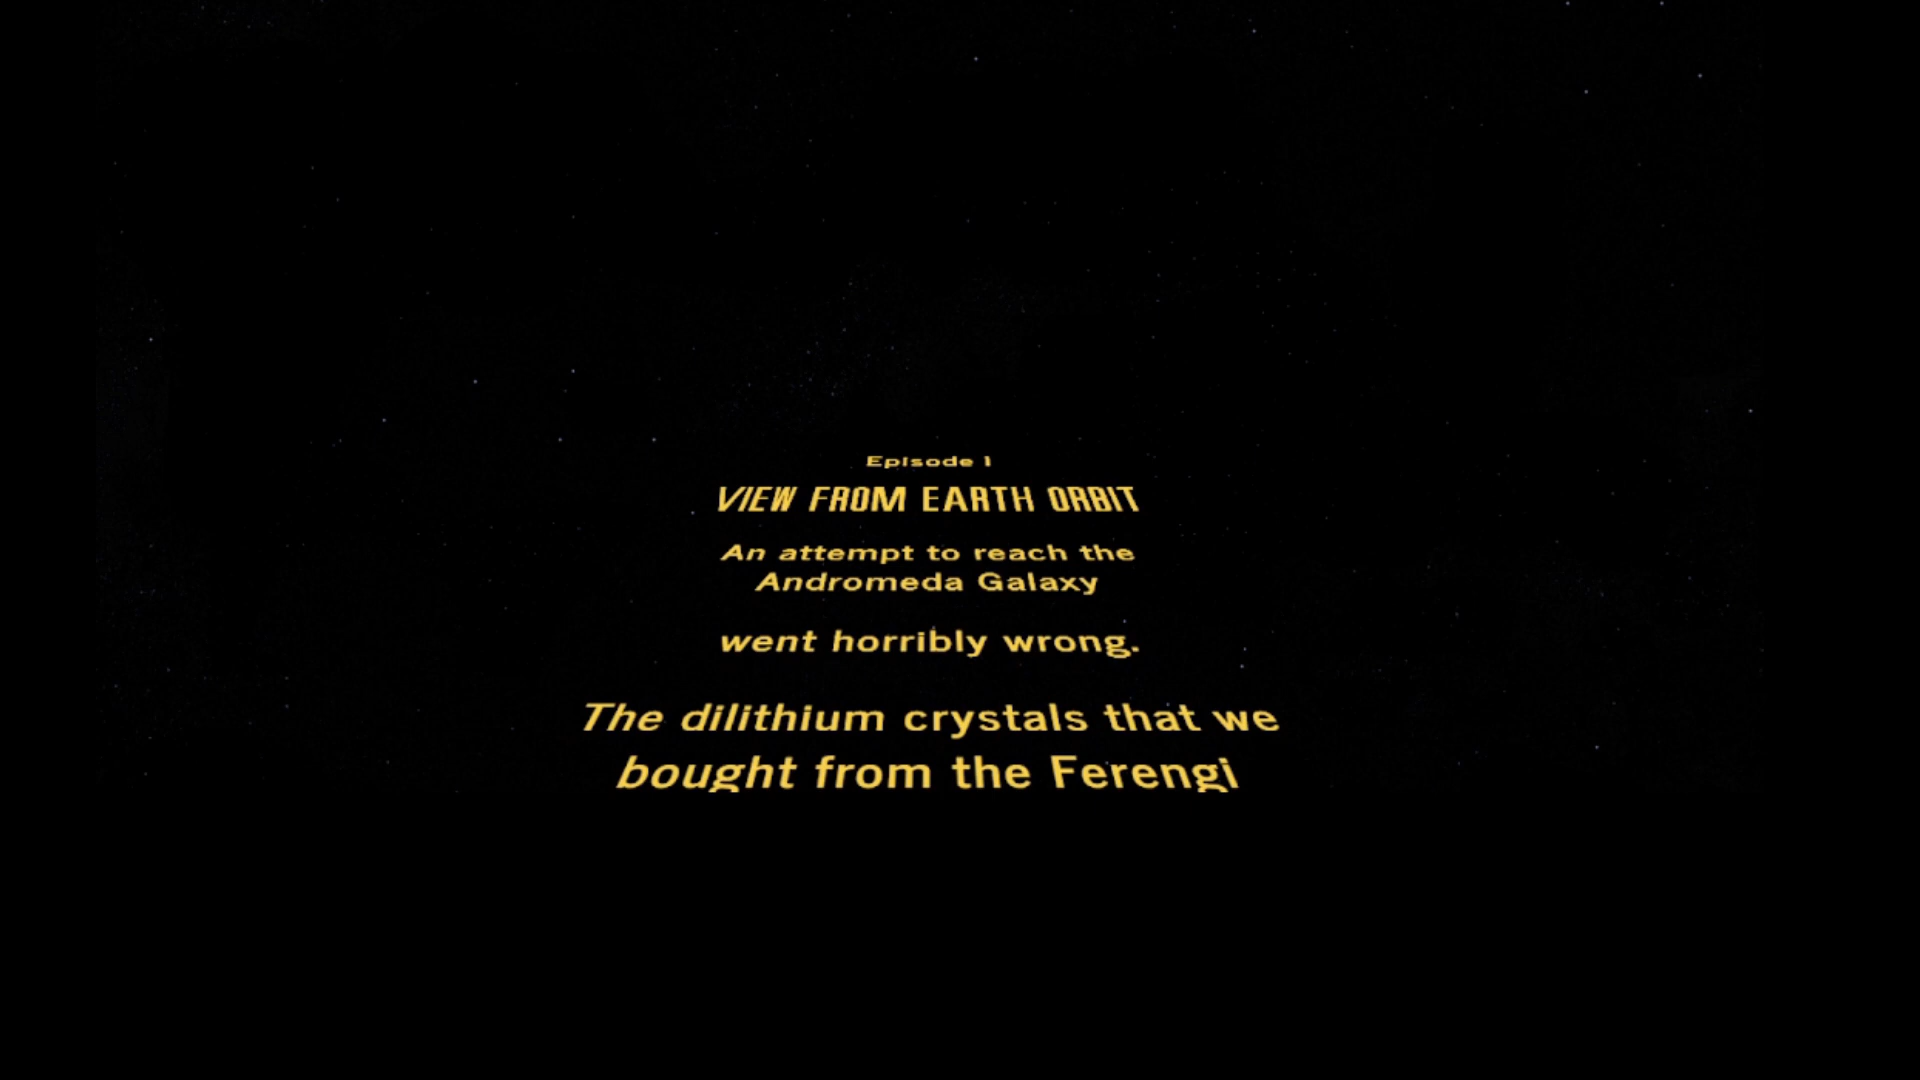 Episode 1
VIEW FROM EARTH ORBIT
An attempt to reach the
Andromeda Galaxy
went horribly wrong.
The dilithium crystals that we
bought from the Ferengi